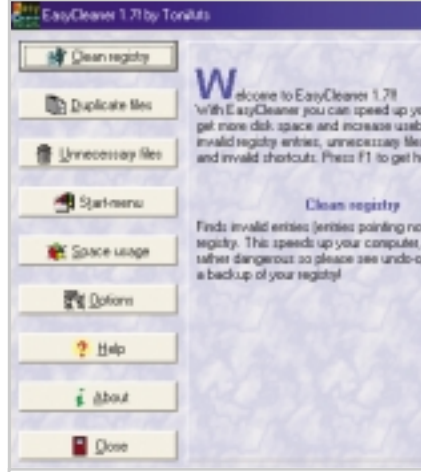 EasyCleaner 1.7f by ToniArts
Clean registry
Duplicate files
Unnecessary files
Start-menu
Space usage
Options
Help
About
Close
Welcome to EasyCleaner 1.7f!
With EasyCleaner you can speed up yo
get more disk space and increase
invalid registry entries, unnecessary file
and invalid shortcuts. Press F1 to get h
Clean registry
Finds invalid entries (entries pointing no
registry. This speeds up your computer,
rather dangerous so please see undo-
a backup of your registry!